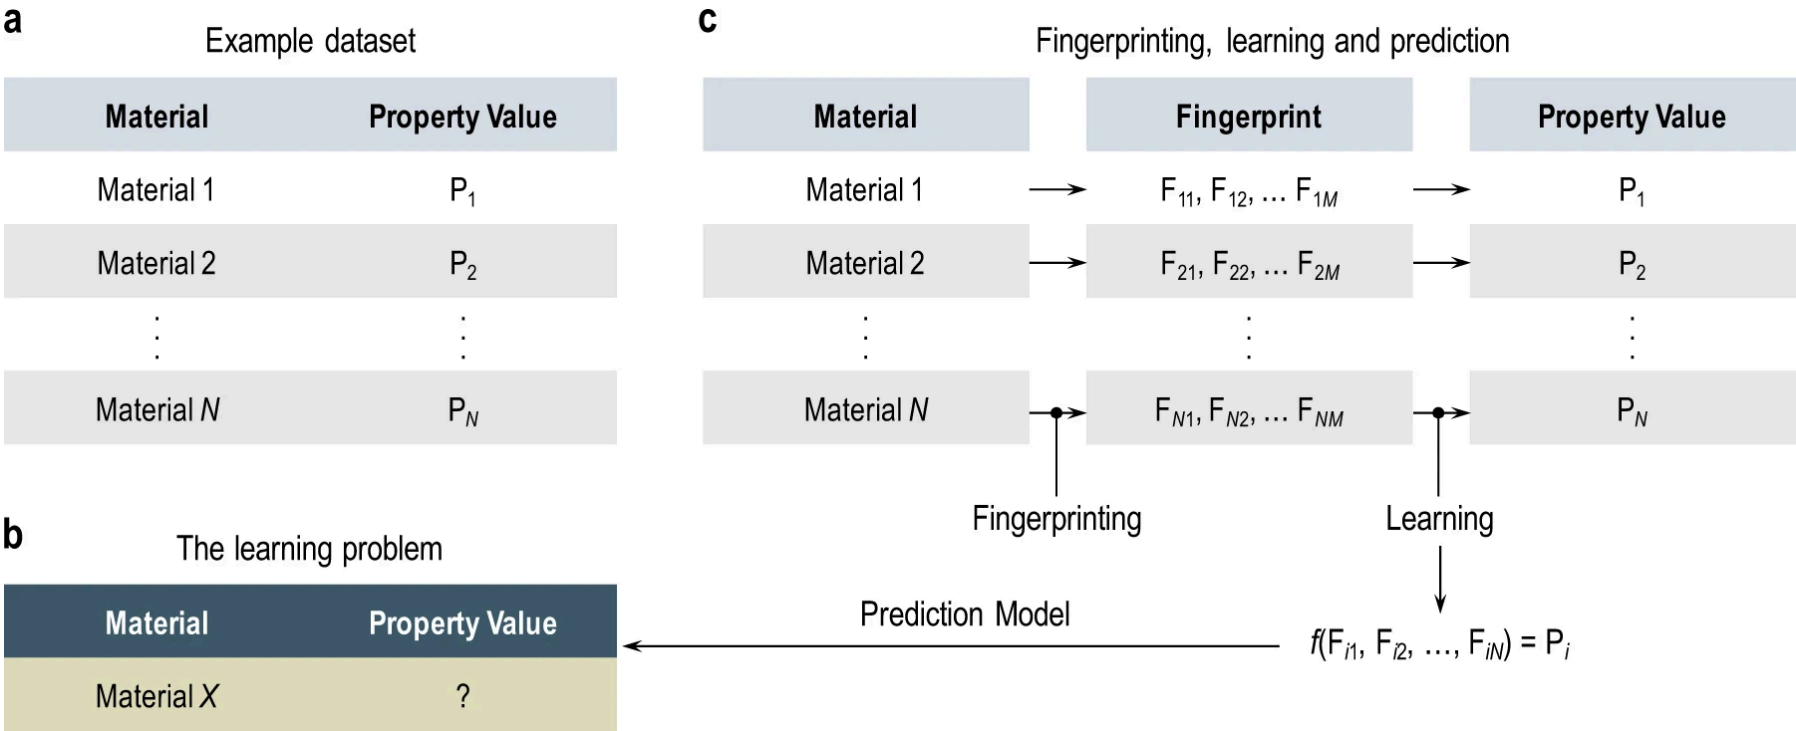 a
Example dataset
Material Property Value
Material 1 P1
Material 2 P2
Material N PN
b
The learning problem
Material Property Value
Material X ?
c
Fingerprinting, learning and prediction
Material Fingerprint Property Value
Material 1 F11, F12, ... F1M P1
Material 2 F21, F22, ... F2M P2
Material N FN1, FN2, ... FNM PN
Fingerprinting Learning
Prediction Model
f(Fi1, Fi2, ..., FiN) = Pi